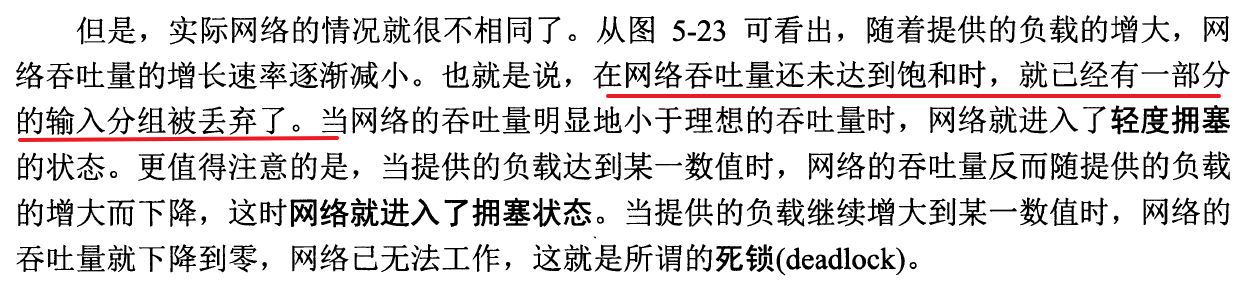 但是，实际网络的情况就很不相同了。从图 5-23 可看出，随着提供的负载的增大，网
络吞吐量的增长速率逐渐减小。也就是说，在网络吞吐量还未达到饱和时，就已经有一部分
的输入分组被丢弃了。当网络的吞吐量明显地小于理想的吞吐量时，网络就进入了轻度拥塞
的状态。更值得注意的是，当提供的负载达到某一数值时，网络的吞吐量反而随提供的负载
的增大而下降，这时网络就进入了拥塞状态。当提供的负载继续增大到某一数值时，网络的
吞吐量就下降到零，网络已无法工作，这就是所谓的死锁(deadlock)。